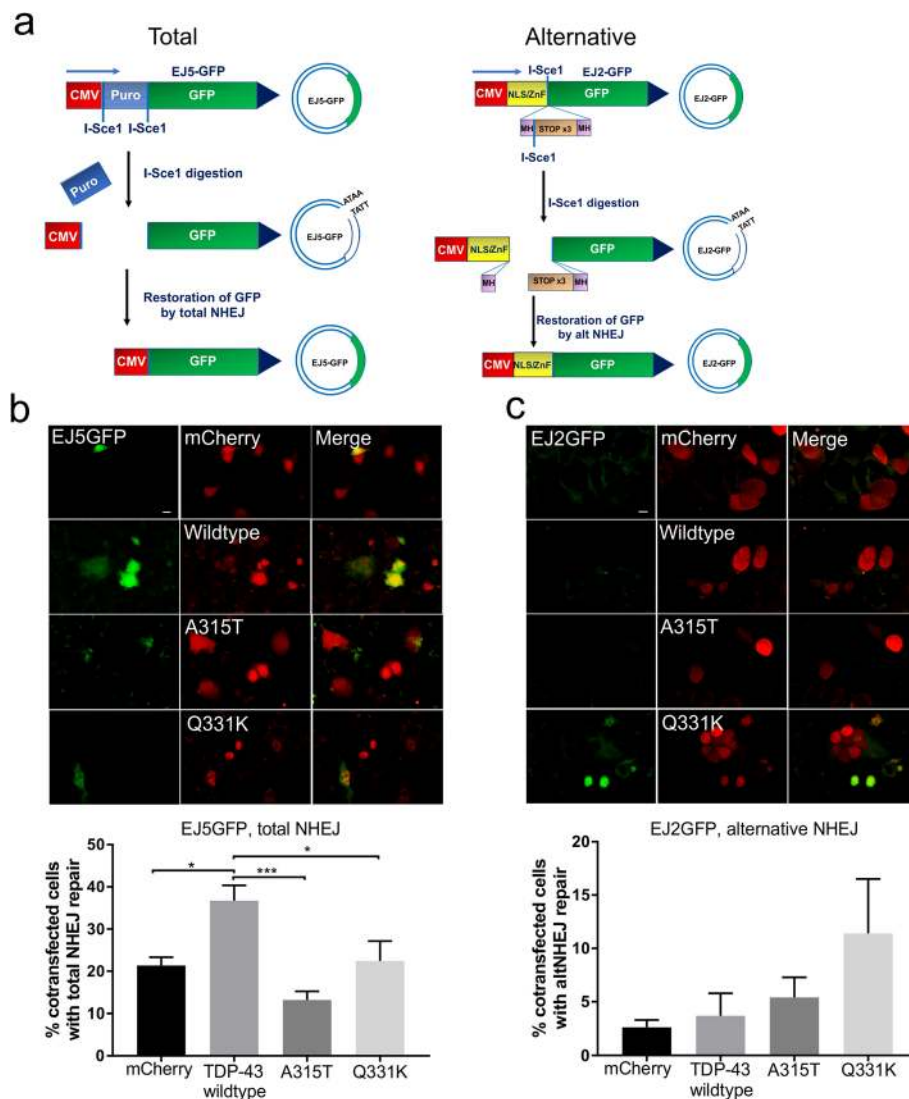 a
Total
EJ5-GFP
CMV
Puro
GFP
EJ5-GFP
I-Sce1
I-Sce1
Puro
I-Sce1 digestion
CMV
GFP
ATAA
TATT
EJ5-GFP
Restoration of GFP
by total NHEJ
CMV
GFP
EJ5-GFP
Alternative
I-Sce1
EJ2-GFP
CMV
NLS/ZnF
GFP
EJ2-GFP
MH
STOP x3
MH
I-Sce1
I-Sce1 digestion
CMV
NLS/ZnF
GFP
ATAA
TATT
EJ2-GFP
MH
STOP x3
MH
Restoration of GFP
by alt NHEJ
CMV
NLS/ZnF
GFP
EJ2-GFP
b
EJ5GFP
mCherry
Merge
Wildtype
A315T
Q331K
EJ5GFP, total NHEJ
% cotransfected cells
with total NHEJ repair
50
40
30
20
10
0
*
***
*
mCherry
TDP-43
wildtype
A315T
Q331K
c
EJ2GFP
mCherry
Merge
Wildtype
A315T
Q331K
EJ2GFP, alternative NHEJ
% cotransfected cells
with altNHEJ repair
20
15
10
5
0
mCherry
TDP-43
wildtype
A315T
Q331K